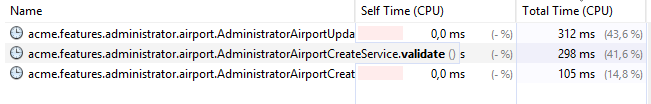 Name Self Time (CPU) Total Time (CPU)
acme.features.administrator.airport.AdministratorAirportUpda 0,0 ms (- %) 312 ms (43,6 %)
acme.features.administrator.airport.AdministratorAirportCreateService.validate () (- %) 298 ms (41,6 %)
acme.features.administrator.airport.AdministratorAirportCreat 0,0 ms (- %) 105 ms (14,8 %)